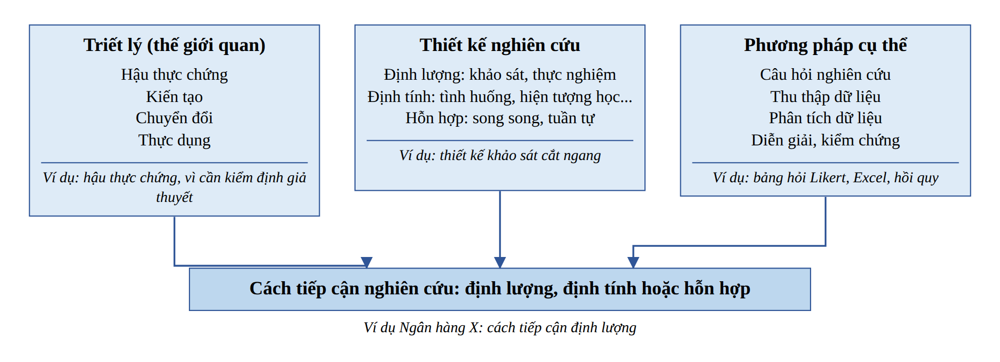 Triết lý (thế giới quan)
Hậu thực chứng
Kiến tạo
Chuyển đổi
Thực dụng
Ví dụ: hậu thực chứng, vì cần kiểm định giả
thuyết
Thiết kế nghiên cứu
Định lượng: khảo sát, thực nghiệm
Định tính: tình huống, hiện tượng học...
Hỗn hợp: song song, tuần tự
Ví dụ: thiết kế khảo sát cắt ngang
Phương pháp cụ thể
Câu hỏi nghiên cứu
Thu thập dữ liệu
Phân tích dữ liệu
Diễn giải, kiểm chứng
Ví dụ: bảng hỏi Likert, Excel, hồi quy
Cách tiếp cận nghiên cứu: định lượng, định tính hoặc hỗn hợp
Ví dụ Ngân hàng X: cách tiếp cận định lượng